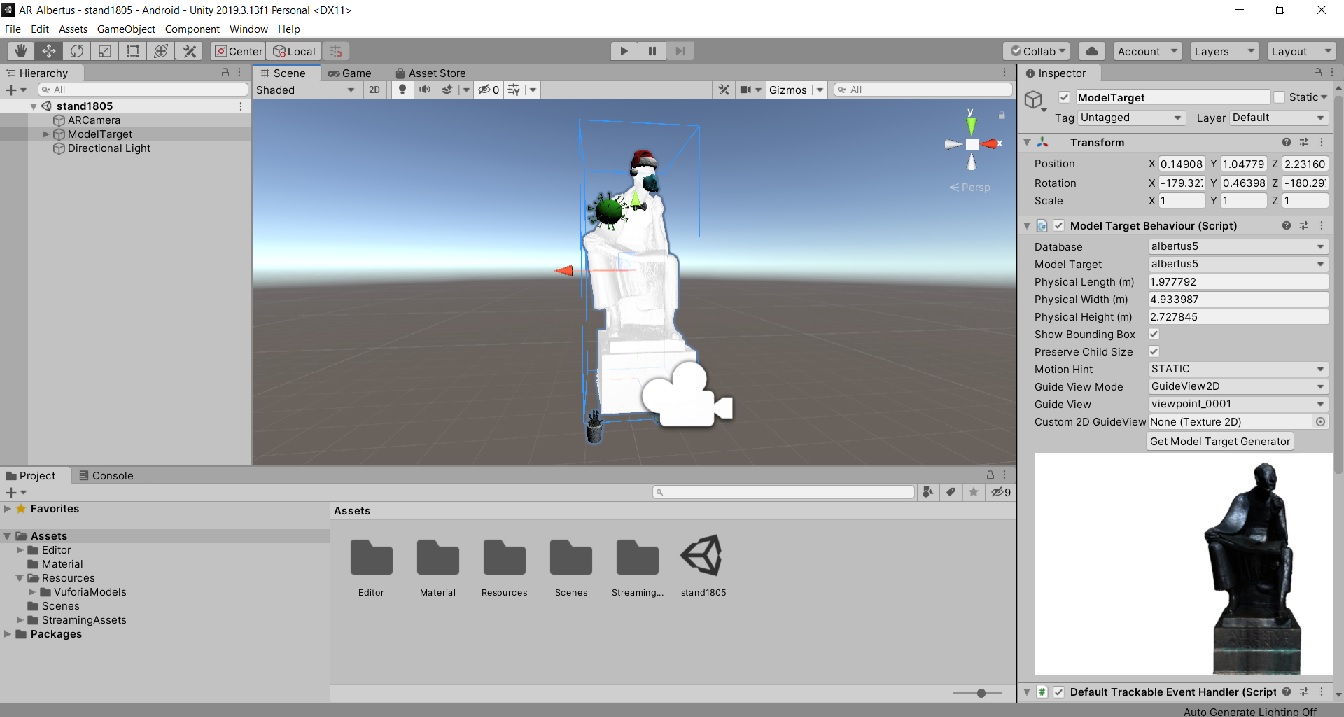 AR_Albertus - stand1805 - Android - Unity 2019.3.13f1 Personal <DX11>
File Edit Assets GameObject Component Window Help
Center Local Collab Account Layers Layout
Hierarchy
All
stand1805
ARCamera
ModelTarget
Directional Light
Scene Game Asset Store
Shaded 2D 0 Gizmos All
y
x
Persp
Inspector
ModelTarget Static
Tag Untagged Layer Default
Transform
Position X 0.14908 Y 1.04779 Z 2.23160
Rotation X -179.327 Y 0.46398 Z -180.297
Scale X 1 Y 1 Z 1
Model Target Behaviour (Script)
Database albertus5
Model Target albertus5
Physical Length (m) 1.977792
Physical Width (m) 4.933987
Physical Height (m) 2.727845
Show Bounding Box
Preserve Child Size
Motion Hint STATIC
Guide View Mode GuideView2D
Guide View viewpoint_0001
Custom 2D GuideView None (Texture 2D)
Get Model Target Generator
Default Trackable Event Handler (Script
Auto Generate Lighting Off
Project Console
9
Favorites
Assets
Editor
Material
Resources
VuforiaModels
Scenes
StreamingAssets
Packages
Assets
Editor Material Resources Scenes Streaming... stand1805